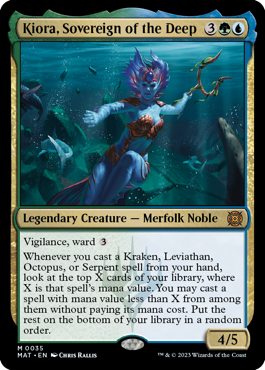 Kiora, Sovereign of the Deep 3
Legendary Creature — Merfolk Noble
Vigilance, ward 3
Whenever you cast a Kraken, Leviathan,
Octopus, or Serpent spell from your hand,
look at the top X cards of your library, where
X is that spell's mana value. You may cast a
spell with mana value less than X from among
them without paying its mana cost. Put the
rest on the bottom of your library in a random
order.
4/5
M 0035
MAT • EN Chris Rallis
™ & © 2023 Wizards of the Coast